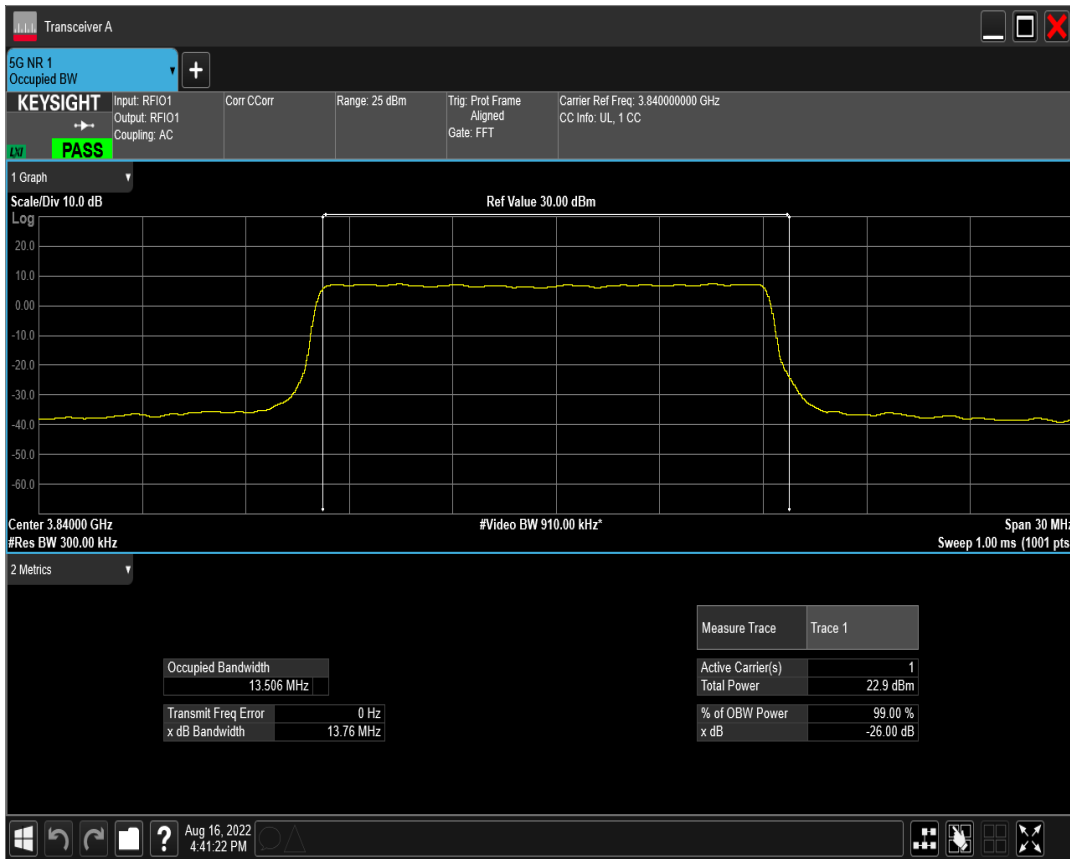 Transceiver A
5G NR 1
Occupied BW
KEYSIGHT
LXI
PASS
Input: RFIO1
Output: RFIO1
Coupling: AC
Corr CCorr
Range: 25 dBm
Trig: Prot Frame
Aligned
Gate: FFT
Carrier Ref Freq: 3.840000000 GHz
CC Info: UL, 1 CC
1 Graph
Scale/Div 10.0 dB
Ref Value 30.00 dBm
Log
20.0
10.0
0.00
-10.0
-20.0
-30.0
-40.0
-50.0
-60.0
Center 3.84000 GHz
#Video BW 910.00 kHz*
Span 30 MHz
#Res BW 300.00 kHz
Sweep 1.00 ms (1001 pts
2 Metrics
Measure Trace Trace 1
Occupied Bandwidth
13.506 MHz
Active Carrier(s) 1
Total Power 22.9 dBm
Transmit Freq Error 0 Hz
x dB Bandwidth 13.76 MHz
% of OBW Power 99.00 %
x dB -26.00 dB
?
Aug 16, 2022
4:41:22 PM